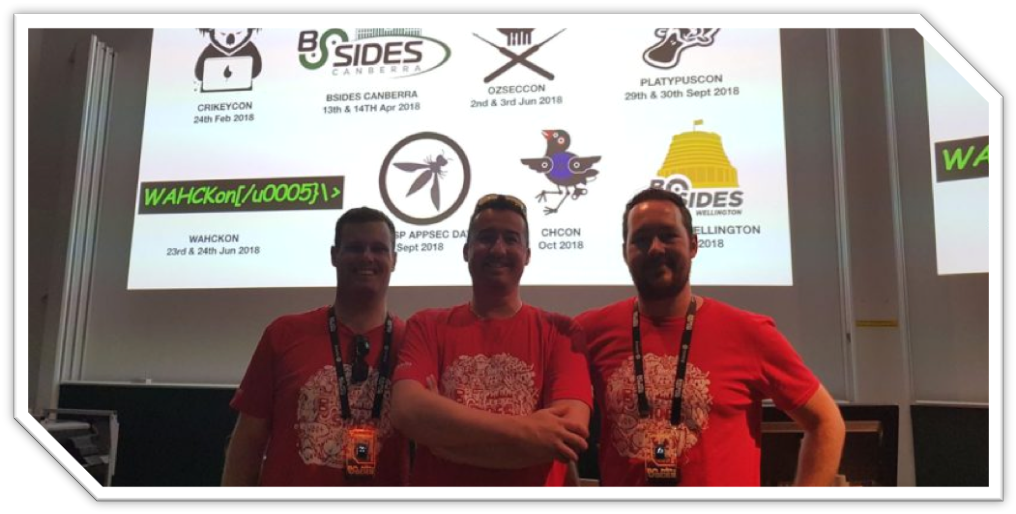 CRIKEYCON
24th Feb 2018
BSIDES
CANBERRA
BSIDES CANBERRA
13th & 14TH Apr 2018
OZSECCON
2nd & 3rd Jun 2018
PLATYPUSCON
29th & 30th Sept 2018
WAHCKon[/u0005}\>
WAHCKON
23rd & 24th Jun 2018
SP APPSEC DA
Sept 2018
CHCON
Oct 2018
BSIDES
WELLINGTON
ELLINGTON
2018
WA